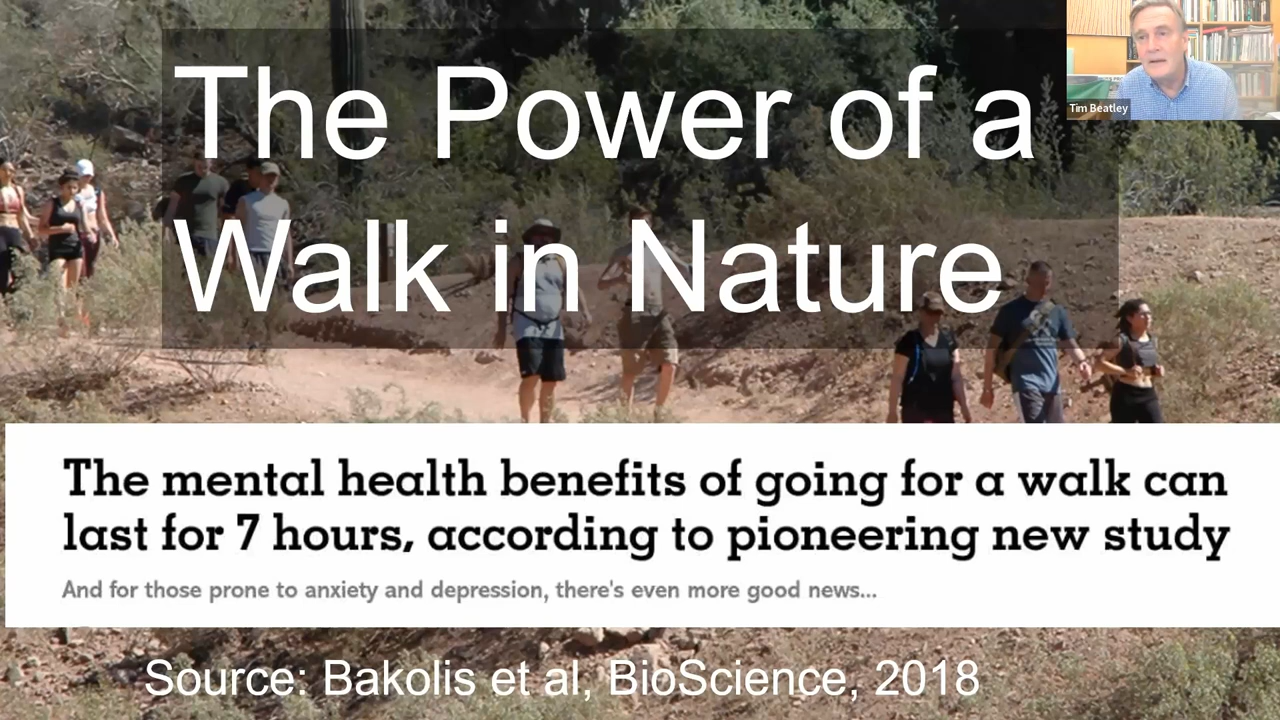 The Power of a
Walk in Nature
Tim Beatley
The mental health benefits of going for a walk can
last for 7 hours, according to pioneering new study
And for those prone to anxiety and depression, there's even more good news...
Source: Bakolis et al, BioScience, 2018